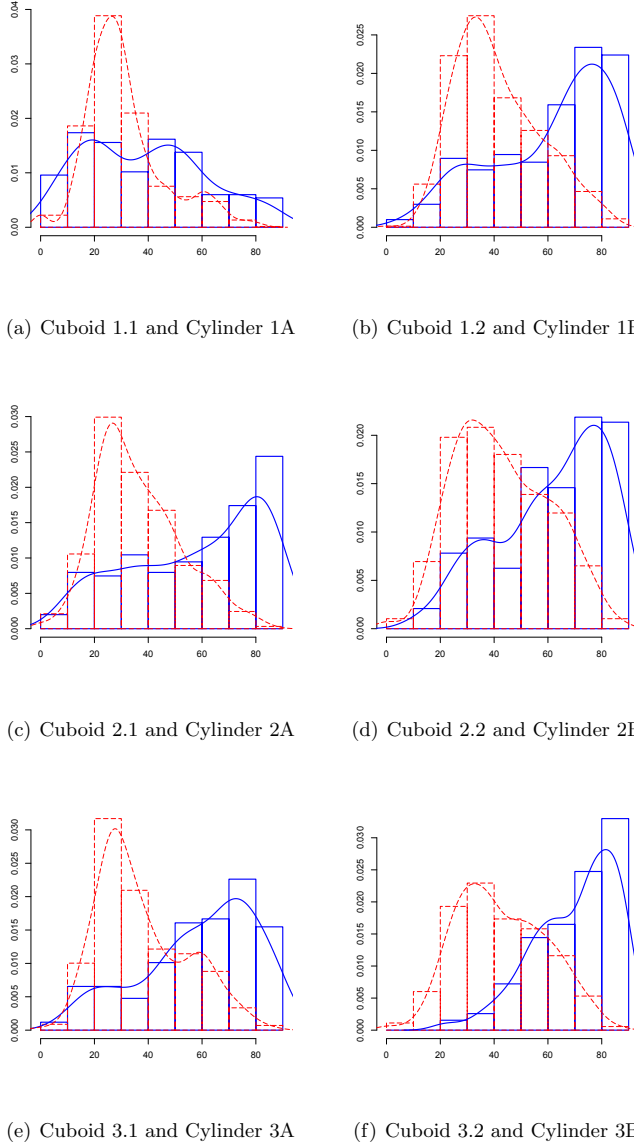 0.00 0.01 0.02 0.03 0.04
0 20 40 60 80
0.000 0.005 0.010 0.015 0.020 0.025
0 20 40 60 80
(a) Cuboid 1.1 and Cylinder 1A
(b) Cuboid 1.2 and Cylinder 1B
0.000 0.005 0.010 0.015 0.020 0.025 0.030
0 20 40 60 80
0.000 0.005 0.010 0.015 0.020
0 20 40 60 80
(c) Cuboid 2.1 and Cylinder 2A
(d) Cuboid 2.2 and Cylinder 2B
0.000 0.005 0.010 0.015 0.020 0.025 0.030
0 20 40 60 80
0.000 0.005 0.010 0.015 0.020 0.025 0.030
0 20 40 60 80
(e) Cuboid 3.1 and Cylinder 3A
(f) Cuboid 3.2 and Cylinder 3B